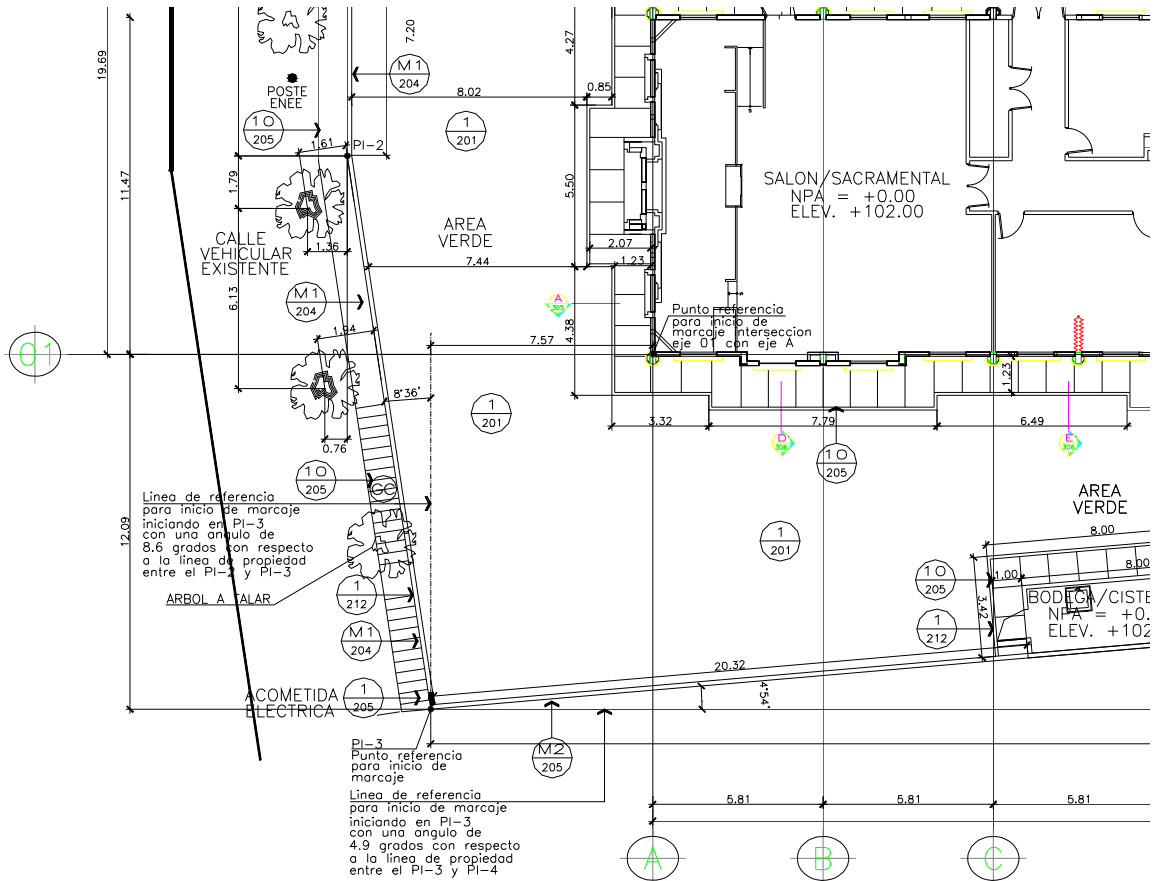 7.20
4.27
19.69
M1
204
POSTE
ENEE
8.02
0.85
10
205
1
201
1.61
PI-2
11.47
1.79
5.50
SALON/SACRAMENTAL
NPA = +0.00
ELEV. +102.00
AREA
VERDE
CALLE
VEHICULAR
EXISTENTE
1.36
2.07
7.44
1.23
6.13
M1
204
A
305
Punto referencia
para inicio de
marcaje interseccion
eje 01 con eje A
1.94
7.57
4.38
01
8°36'
1.23
1
201
3.32
7.79
6.49
0.76
D
306
E
306
10
205
10
205
GC
Linea de referencia
para inicio de marcaje
iniciando en PI-3
con una angulo de
8.6 grados con respecto
a la linea de propiedad
entre el PI-2 y PI-3
AREA
VERDE
12.09
1
201
8.00
8.00
10
205
1.00
ARBOL A TALAR
1
212
3.42
BODEGA/CISTE
NPA = +0.
ELEV. +102
1
212
M1
204
20.32
4°54'
ACOMETIDA
ELECTRICA
1
205
PI-3
Punto referencia
para inicio de
marcaje
M2
205
Linea de referencia
para inicio de marcaje
iniciando en PI-3
con una angulo de
4.9 grados con respecto
a la linea de propiedad
entre el PI-3 y PI-4
5.81
5.81
5.81
A
B
C